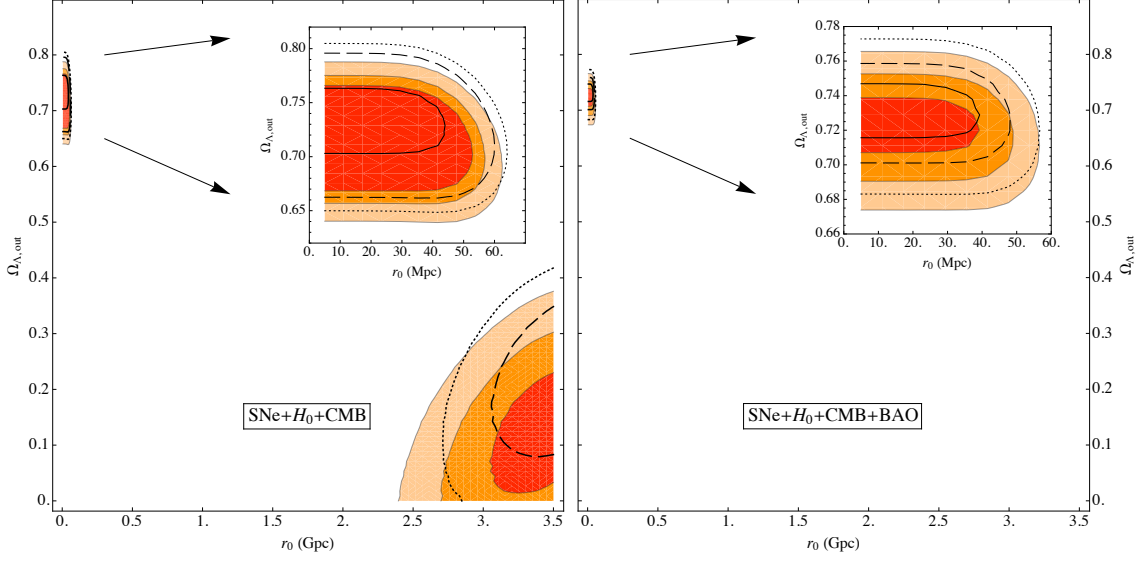 0.8
0.7
0.6
0.5
0.4
0.3
0.2
0.1
0.
Ω_Λ,out
0. 0.5 1. 1.5 2. 2.5 3. 3.5
r₀ (Gpc)
SNe+H₀+CMB
0.80
0.75
0.70
0.65
Ω_Λ,out
0. 10. 20. 30. 40. 50. 60.
r₀ (Mpc)
0.78
0.76
0.74
0.72
0.70
0.68
0.66
Ω_Λ,out
0. 10. 20. 30. 40. 50. 60.
r₀ (Mpc)
SNe+H₀+CMB+BAO
0. 0.5 1. 1.5 2. 2.5 3. 3.5
r₀ (Gpc)
0.8
0.7
0.6
0.5
0.4
0.3
0.2
0.1
0.
Ω_Λ,out